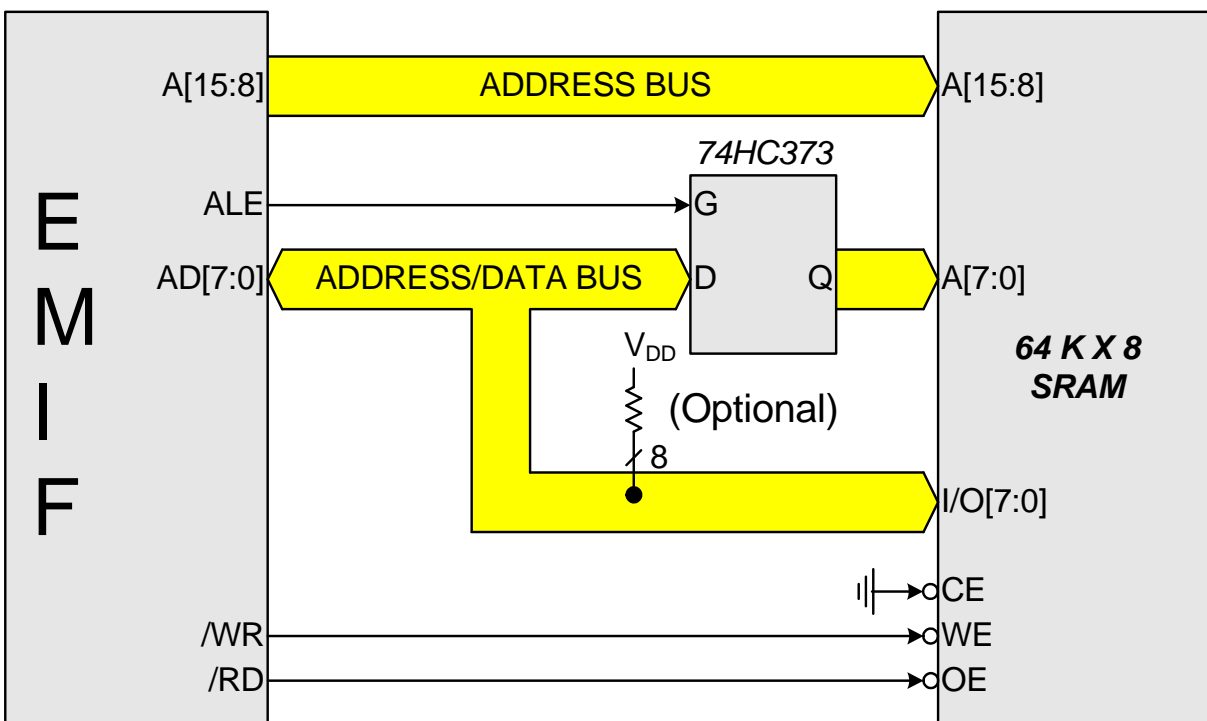 A[15:8]
ADDRESS BUS
A[15:8]
74HC373
ALE
G
E
M
I
F
AD[7:0]
ADDRESS/DATA BUS
D
Q
A[7:0]
VDD
(Optional)
8
64 K X 8
SRAM
I/O[7:0]
CE
/WR
WE
/RD
OE